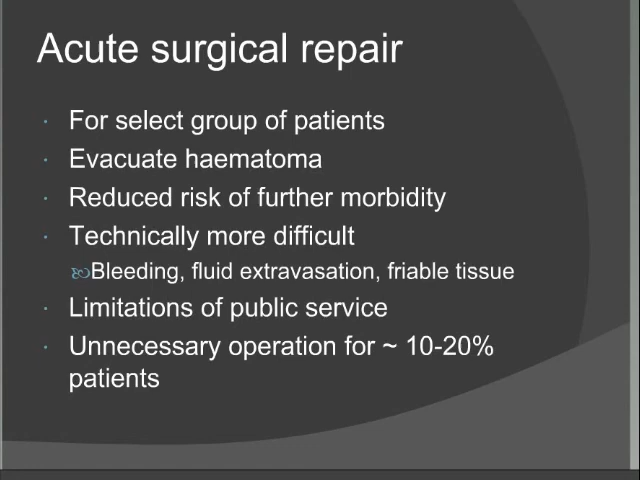 Acute surgical repair
· For select group of patients
· Evacuate haematoma
· Reduced risk of further morbidity
· Technically more difficult
Bleeding, fluid extravasation, friable tissue
· Limitations of public service
· Unnecessary operation for ~ 10-20%
patients